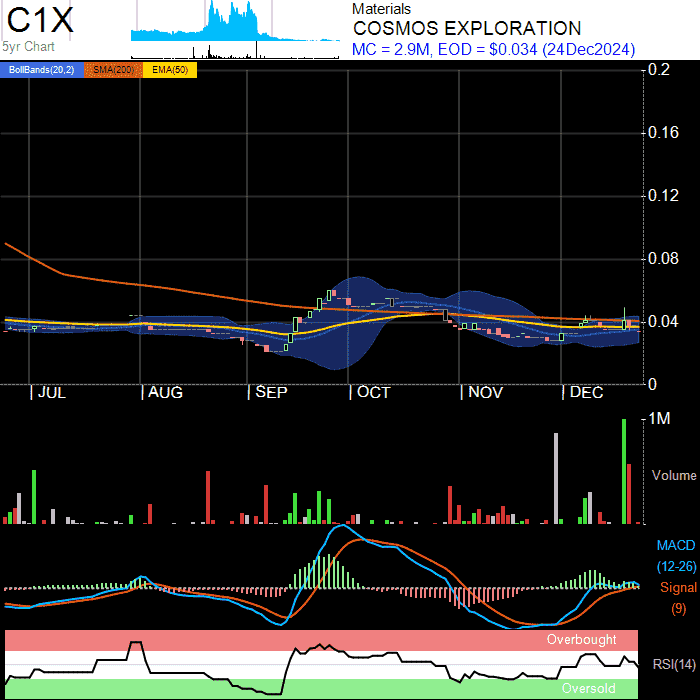 C1X
5yr Chart
Materials
COSMOS EXPLORATION
MC = 2.9M, EOD = $0.034 (24Dec2024)
BollBands(20,2) SMA(200) EMA(50)
0.2
0.16
0.12
0.08
0.04
0
JUL AUG SEP OCT NOV DEC
1M
Volume
MACD
(12-26)
Signal
(9)
Overbought
RSI(14)
Oversold